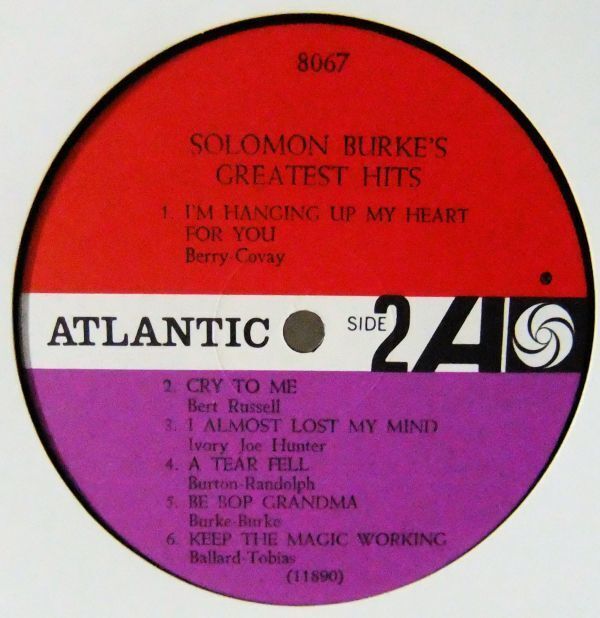 8067
SOLOMON BURKE'S
GREATEST HITS
1. I'M HANGING UP MY HEART
FOR YOU
Berry-Covay
ATLANTIC SIDE 2 A
2. CRY TO ME
Bert Russell
3. I ALMOST LOST MY MIND
Ivory Joe Hunter
4. A TEAR FELL
Burton-Randolph
5. BE BOP GRANDMA
Burke-Burke
6. KEEP THE MAGIC WORKING
Ballard-Tobias
(11890)